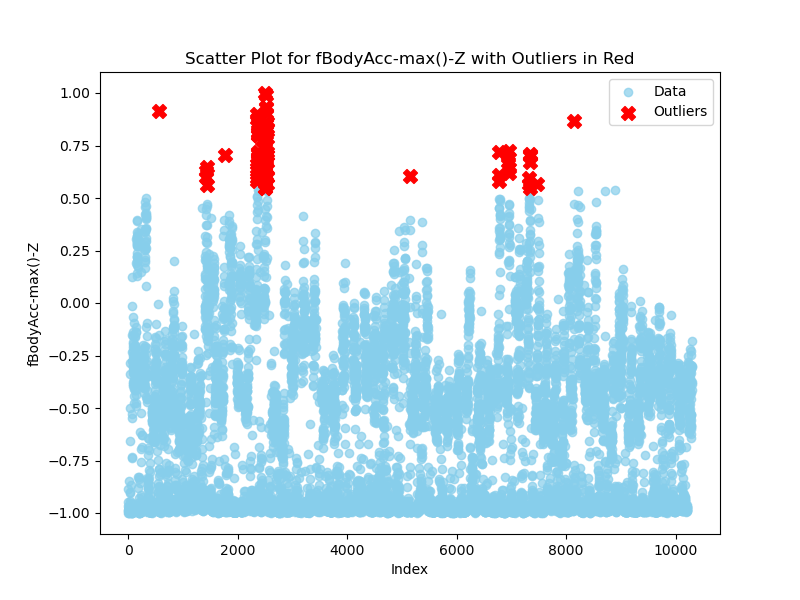 Scatter Plot for fBodyAcc-max()-Z with Outliers in Red
Data
Outliers
fBodyAcc-max()-Z
1.00
0.75
0.50
0.25
0.00
−0.25
−0.50
−0.75
−1.00
0 2000 4000 6000 8000 10000
Index